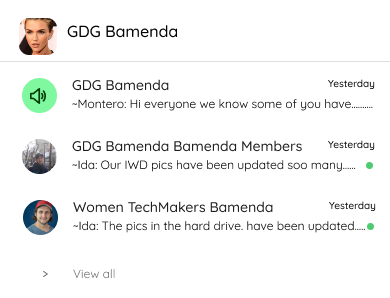 GDG Bamenda
GDG Bamenda Yesterday
~Montero: Hi everyone we know some of you have..........
GDG Bamenda Bamenda Members Yesterday
~Ida: Our IWD pics have been updated soo many......
Women TechMakers Bamenda Yesterday
~Ida: The pics in the hard drive. have been updated.....
View all